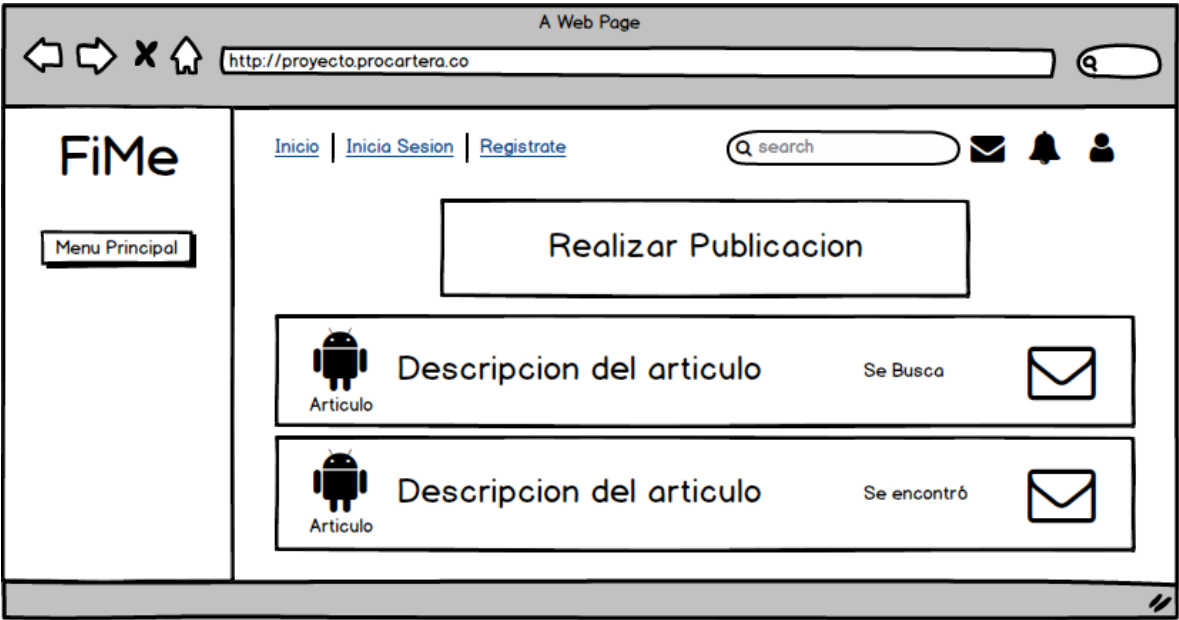 A Web Page
http://proyecto.procartera.co
FiMe
Menu Principal
Inicio
Inicia Sesion
Registrate
search
Realizar Publicacion
Articulo
Descripcion del articulo
Se Busca
Articulo
Descripcion del articulo
Se encontró